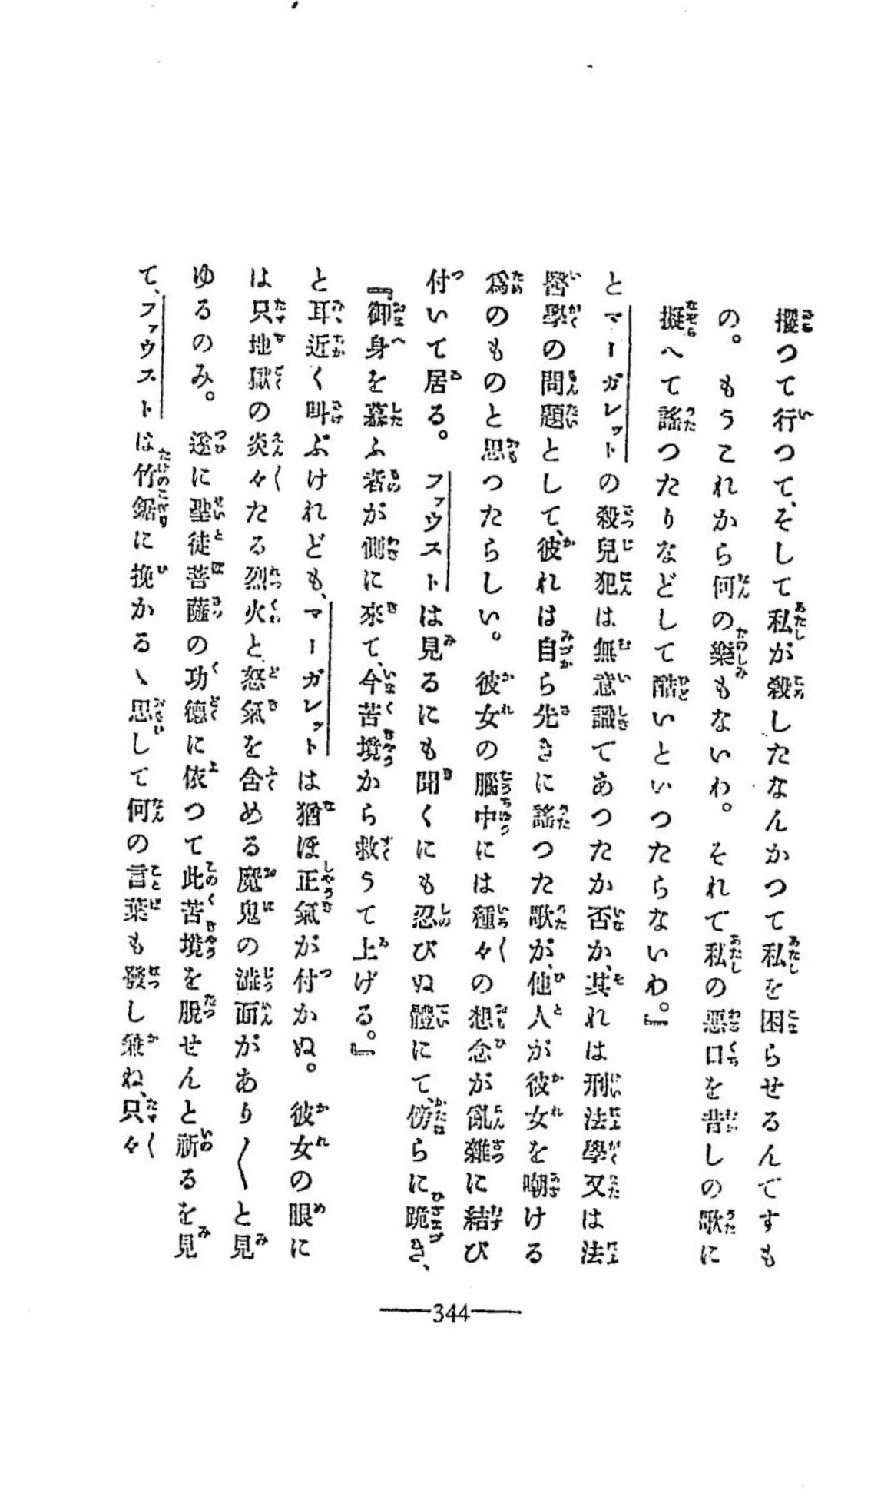 攫つて行つて、そして私が殺したなんかつて私を困らせるんですも
の。もうこれから何の樂もないわ。それで私の惡口を昔しの歌に
擬へて謠つたりなどして酷いといつたらないわ。』
とマーガレットの殺兒犯は無意識てあつたか否か、其れは刑法學又は法
醫學の問題として、彼れは自ら先きに謠つた歌が、他人が彼女を嘲ける
爲のものと思つたらしい。彼女の腦中には種々の想念が亂雜に結び
付いて居る。ファウストは見るにも聞くにも忍びぬ體にて、傍らに跪き、
『御身を慕ふ者が側に來て、今苦境から救うて上げる。』
と耳近く叫ぶけれども、マーガレットは猶ほ正氣が付かぬ。彼女の眼に
は只地獄の炎々たる烈火と怒氣を含める魔鬼の澁面があり〱と見
ゆるのみ。遂に聖徒菩薩の功德に依つて此苦境を脫せんと祈るを見
て、ファウストは竹鋸に挽かるゝ思して何の言葉も發し兼ね、只々
344